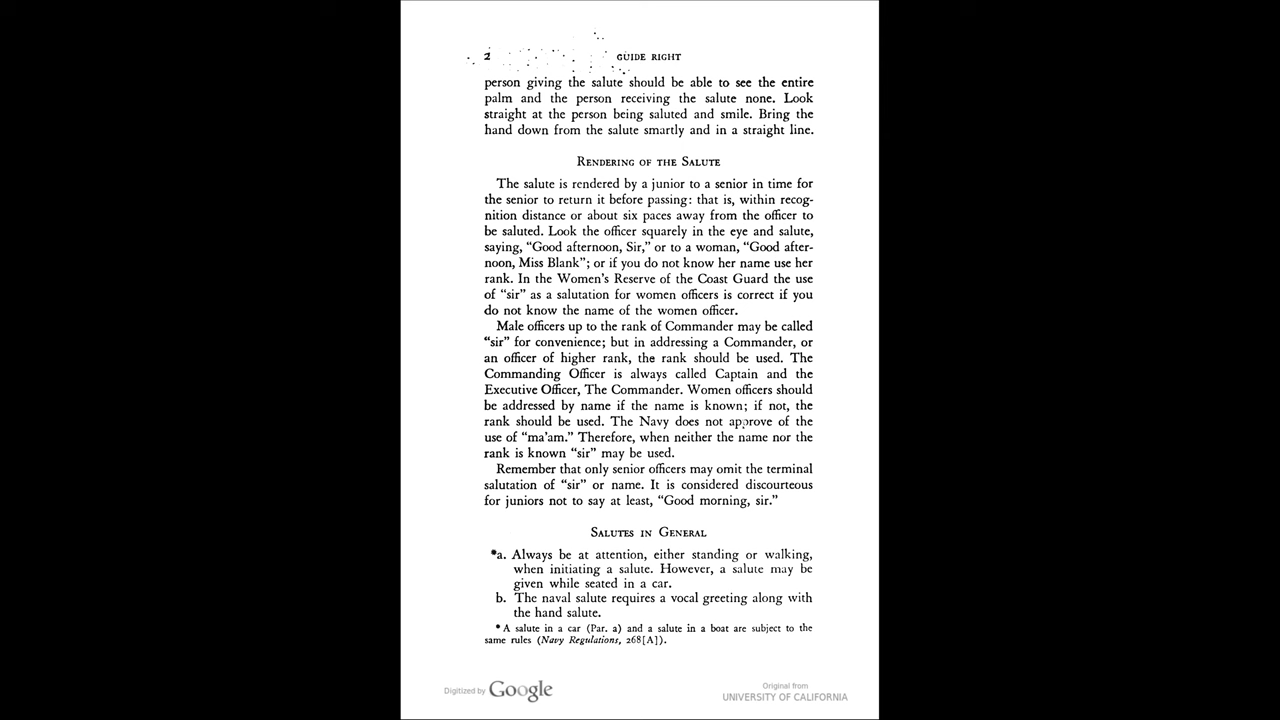 2 GUIDE RIGHT
person giving the salute should be able to see the entire
palm and the person receiving the salute none. Look
straight at the person being saluted and smile. Bring the
hand down from the salute smartly and in a straight line.
RENDERING OF THE SALUTE
The salute is rendered by a junior to a senior in time for
the senior to return it before passing: that is, within recog-
nition distance or about six paces away from the officer to
be saluted. Look the officer squarely in the eye and salute,
saying, “Good afternoon, Sir,” or to a woman, “Good after-
noon, Miss Blank”; or if you do not know her name use her
rank. In the Women’s Reserve of the Coast Guard the use
of “sir” as a salutation for women officers is correct if you
do not know the name of the women officer.
Male officers up to the rank of Commander may be called
“sir” for convenience; but in addressing a Commander, or
an officer of higher rank, the rank should be used. The
Commanding Officer is always called Captain and the
Executive Officer, The Commander. Women officers should
be addressed by name if the name is known; if not, the
rank should be used. The Navy does not approve of the
use of “ma’am.” Therefore, when neither the name nor the
rank is known “sir” may be used.
Remember that only senior officers may omit the terminal
salutation of “sir” or name. It is considered discourteous
for juniors not to say at least, “Good morning, sir.”
SALUTES IN GENERAL
*a. Always be at attention, either standing or walking,
when initiating a salute. However, a salute may be
given while seated in a car.
b. The naval salute requires a vocal greeting along with
the hand salute.
* A salute in a car (Par. a) and a salute in a boat are subject to the
same rules (Navy Regulations, 268[A]).
Digitized by Google
Original from
UNIVERSITY OF CALIFORNIA